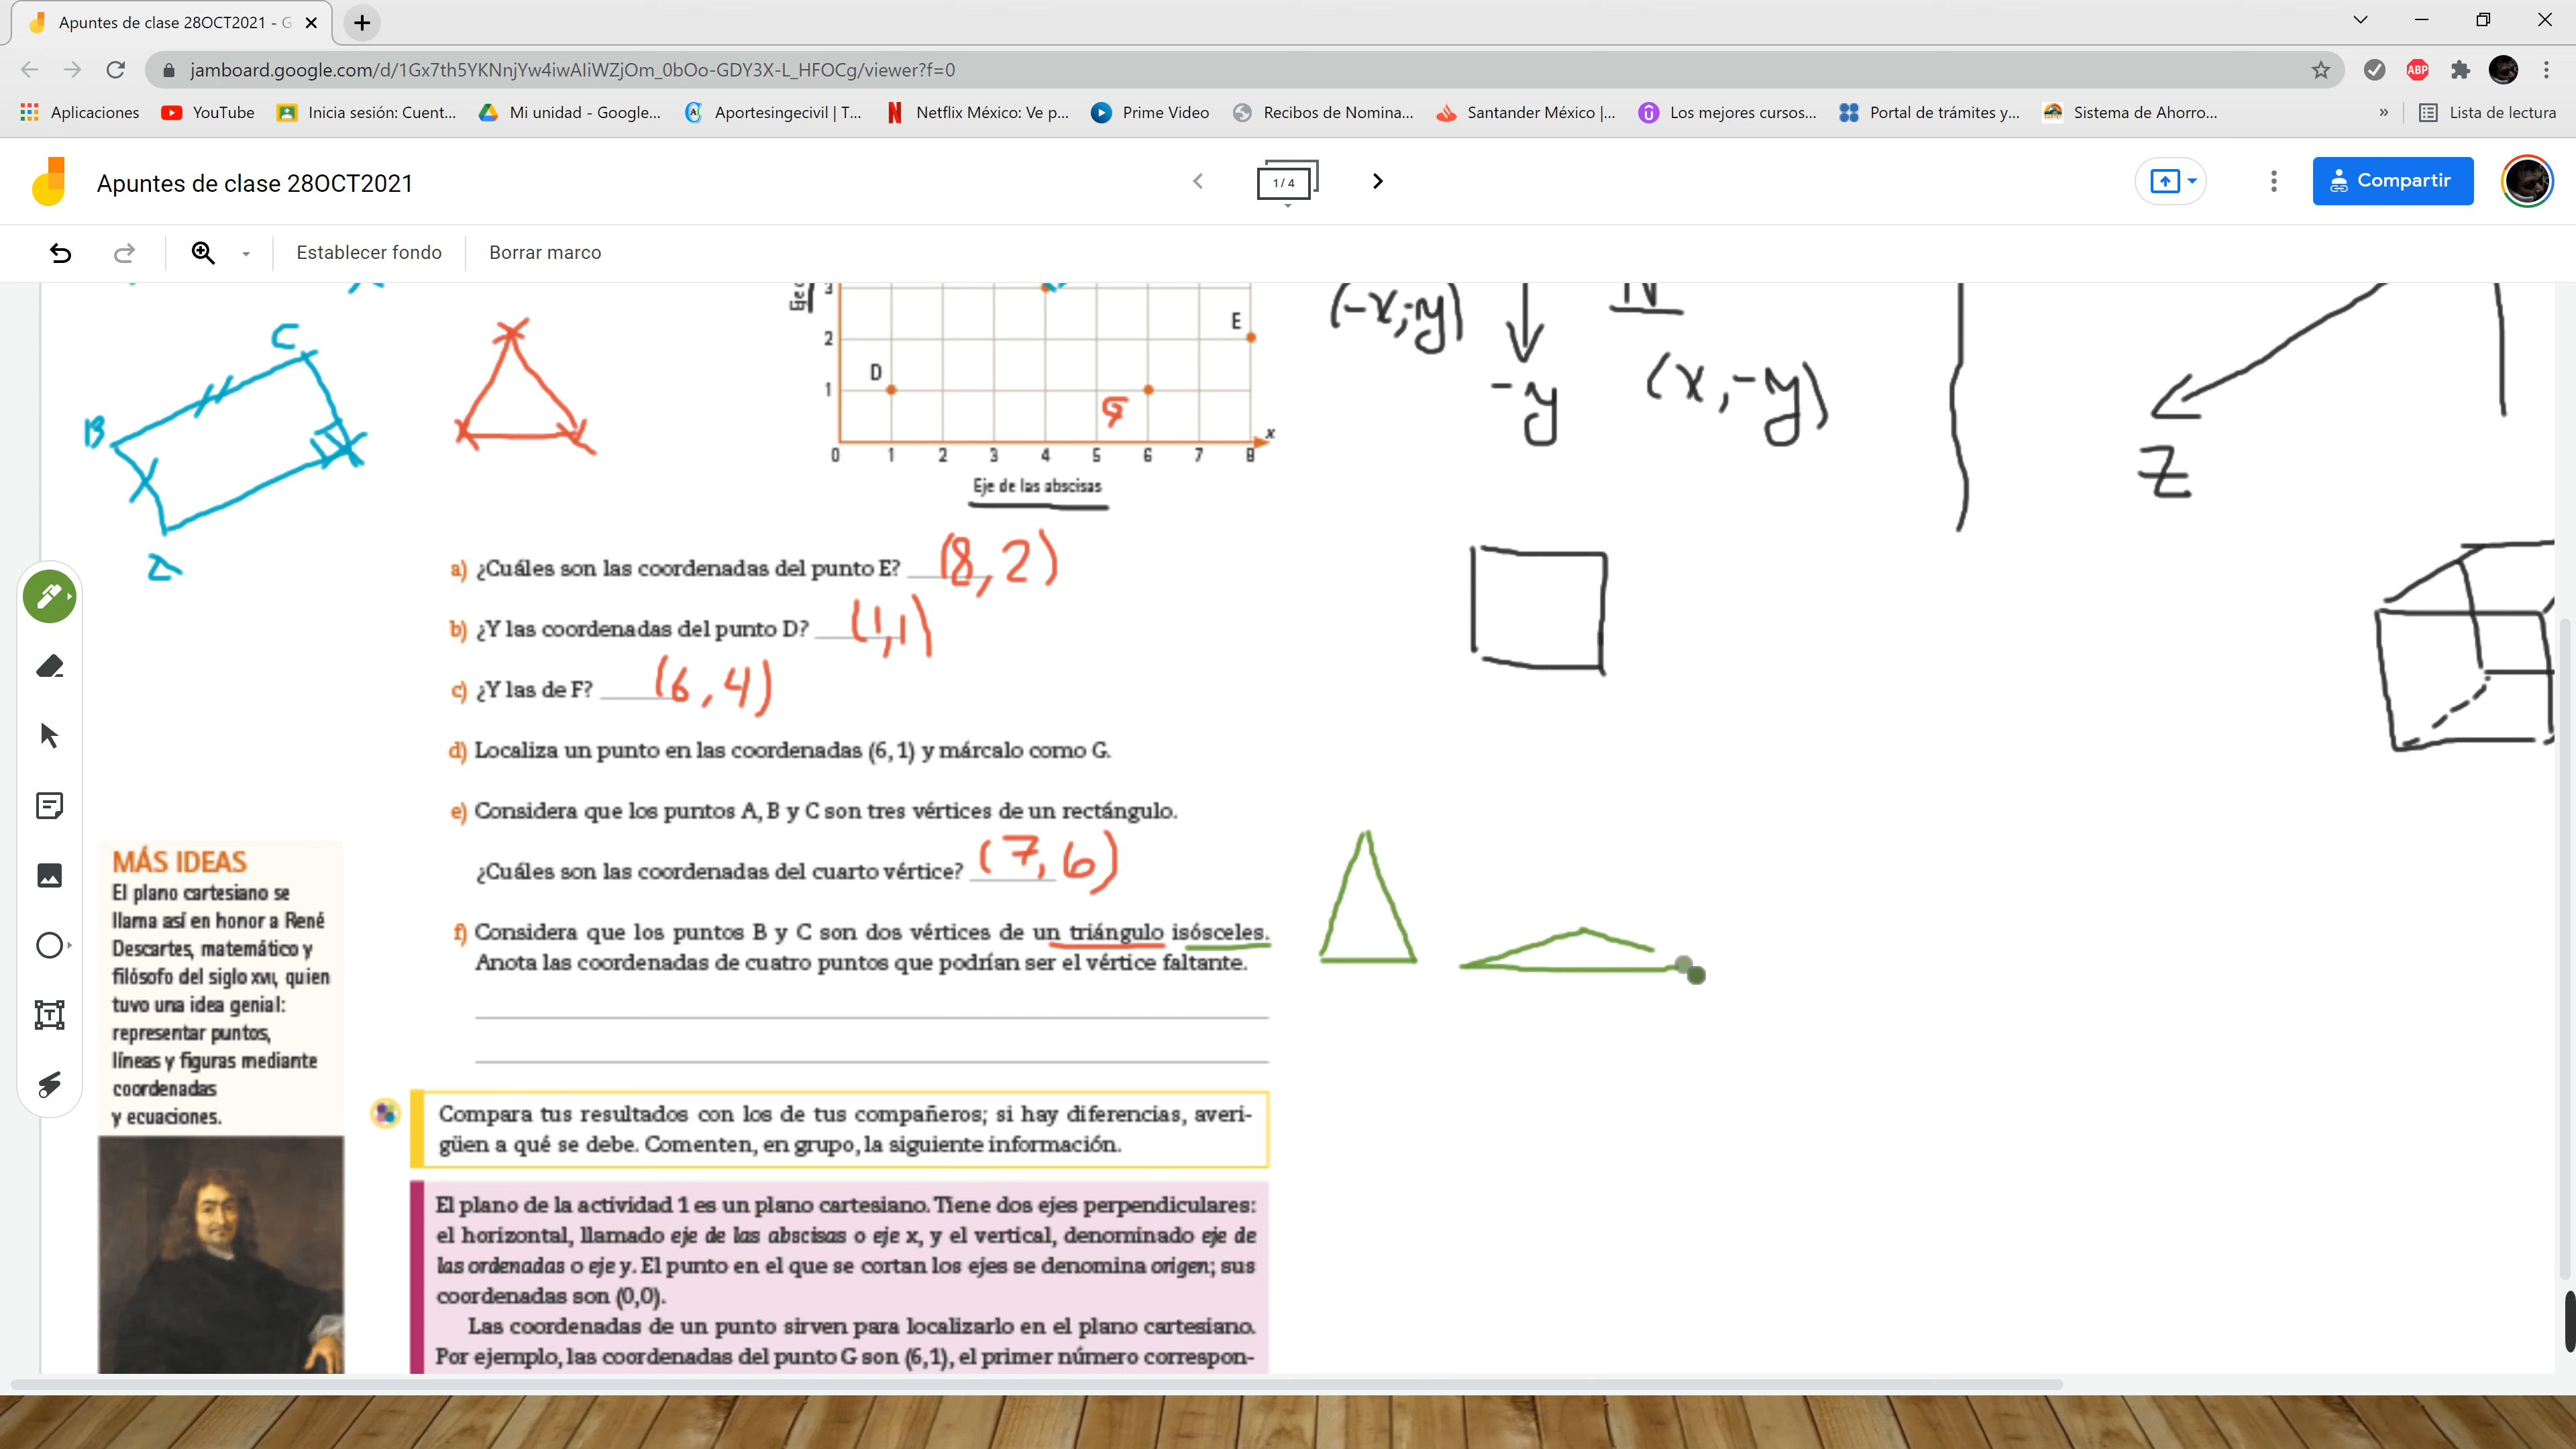 Apuntes de clase 28OCT2021 - G
jamboard.google.com/d/1Gx7th5YKNnjYw4iwAIiWZjOm_0bOo-GDY3X-L_HFOCg/viewer?f=0
ABP
Aplicaciones
YouTube
Inicia sesión: Cuent...
Mi unidad - Google...
Aportesingecivil | T...
Netflix México: Ve p...
Prime Video
Recibos de Nomina...
Santander México |...
Los mejores cursos...
Portal de trámites y...
Sistema de Ahorro...
»
Lista de lectura
Apuntes de clase 28OCT2021
1 / 4
Compartir
Establecer fondo
Borrar marco
C
B
3
2
1
D
E
0 1 2 3 4 5 6 7 8
x
Eje de las abscisas
(-x,-y)
-y
(x,-y)
Z
a) ¿Cuáles son las coordenadas del punto E? (8,2)
b) ¿Y las coordenadas del punto D? (1,1)
c) ¿Y las de F? (6,4)
d) Localiza un punto en las coordenadas (6,1) y márcalo como G.
e) Considera que los puntos A, B y C son tres vértices de un rectángulo.
¿Cuáles son las coordenadas del cuarto vértice? (7,6)
f) Considera que los puntos B y C son dos vértices de un triángulo isósceles.
Anota las coordenadas de cuatro puntos que podrían ser el vértice faltante.
MÁS IDEAS
El plano cartesiano se
llama así en honor a René
Descartes, matemático y
filósofo del siglo XVII, quien
tuvo una idea genial:
representar puntos,
líneas y figuras mediante
coordenadas
y ecuaciones.
Compara tus resultados con los de tus compañeros; si hay diferencias, averi-
güen a qué se debe. Comenten, en grupo, la siguiente información.
El plano de la actividad 1 es un plano cartesiano. Tiene dos ejes perpendiculares:
el horizontal, llamado eje de las abscisas o eje x, y el vertical, denominado eje de
las ordenadas o eje y. El punto en el que se cortan los ejes se denomina origen; sus
coordenadas son (0,0).
Las coordenadas de un punto sirven para localizarlo en el plano cartesiano.
Por ejemplo, las coordenadas del punto G son (6,1), el primer número correspon-